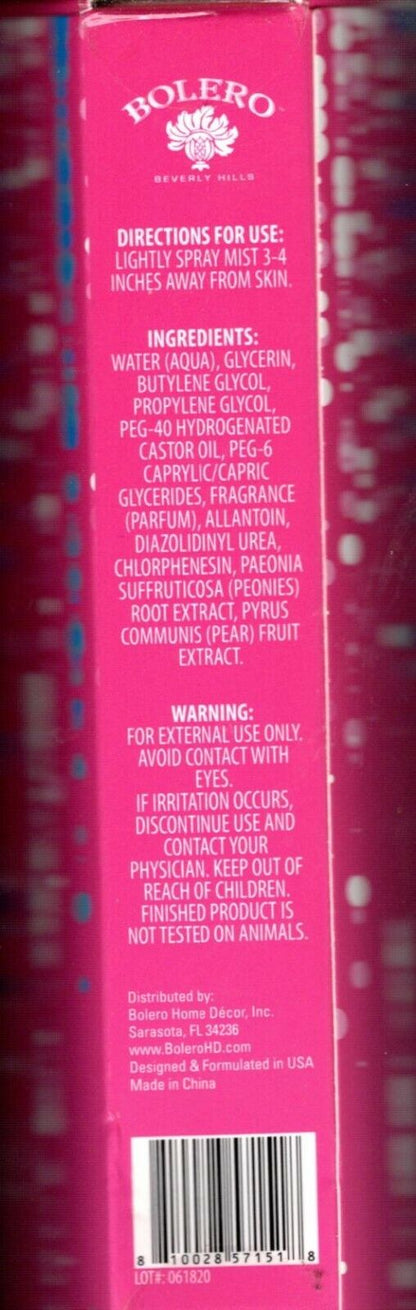 BOLERO
BEVERLY HILLS
DIRECTIONS FOR USE:
LIGHTLY SPRAY MIST 3-4
INCHES AWAY FROM SKIN.
INGREDIENTS:
WATER (AQUA), GLYCERIN,
BUTYLENE GLYCOL,
PROPYLENE GLYCOL,
PEG-40 HYDROGENATED
CASTOR OIL, PEG-6
CAPRYLIC/CAPRIC
GLYCERIDES, FRAGRANCE
(PARFUM), ALLANTOIN,
DIAZOLIDINYL UREA,
CHLORPHENESIN, PAEONIA
SUFFRUTICOSA (PEONIES)
ROOT EXTRACT, PYRUS
COMMUNIS (PEAR) FRUIT
EXTRACT.
WARNING:
FOR EXTERNAL USE ONLY.
AVOID CONTACT WITH
EYES.
IF IRRITATION OCCURS,
DISCONTINUE USE AND
CONTACT YOUR
PHYSICIAN. KEEP OUT OF
REACH OF CHILDREN.
FINISHED PRODUCT IS
NOT TESTED ON ANIMALS.
Distributed by:
Bolero Home Décor, Inc.
Sarasota, FL 34236
www.BoleroHD.com
Designed & Formulated in USA
Made in China
8 10028 57151 8
LOT#: 061820